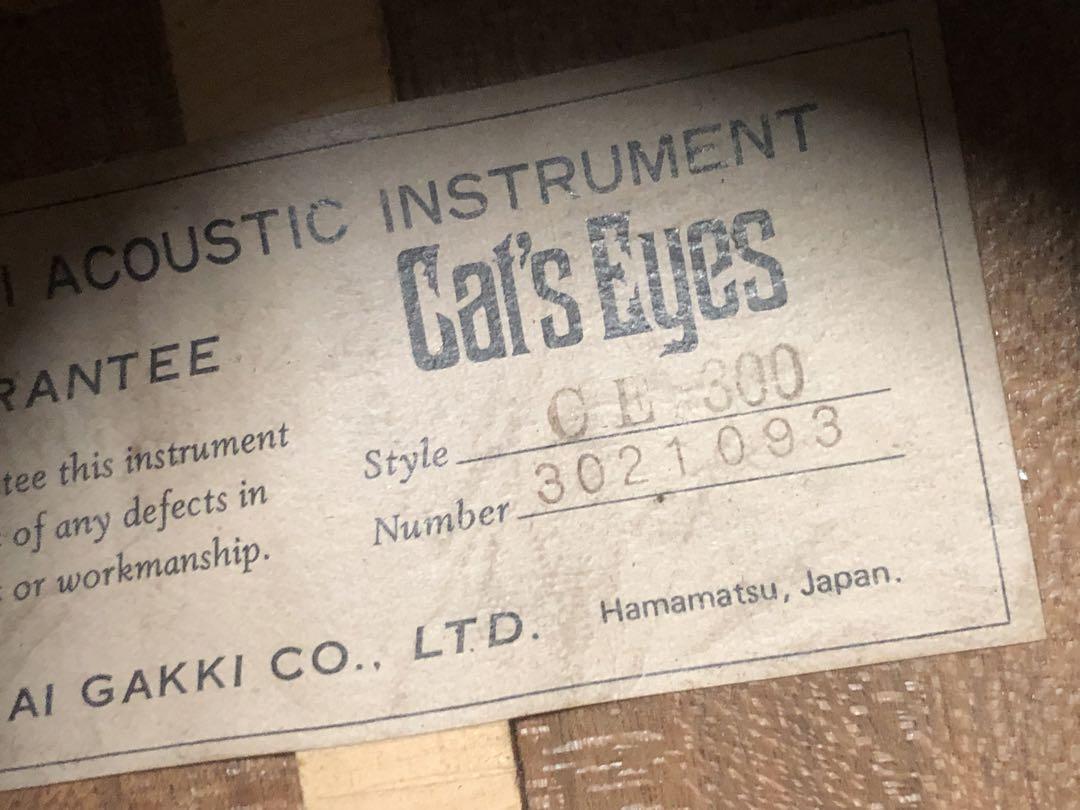 I ACOUSTIC INSTRUMENT
Cat's Eyes
RANTEE
tee this instrument
of any defects in
or workmanship.
Style CE-300
Number 3021093
AI GAKKI CO., LTD. Hamamatsu, Japan.